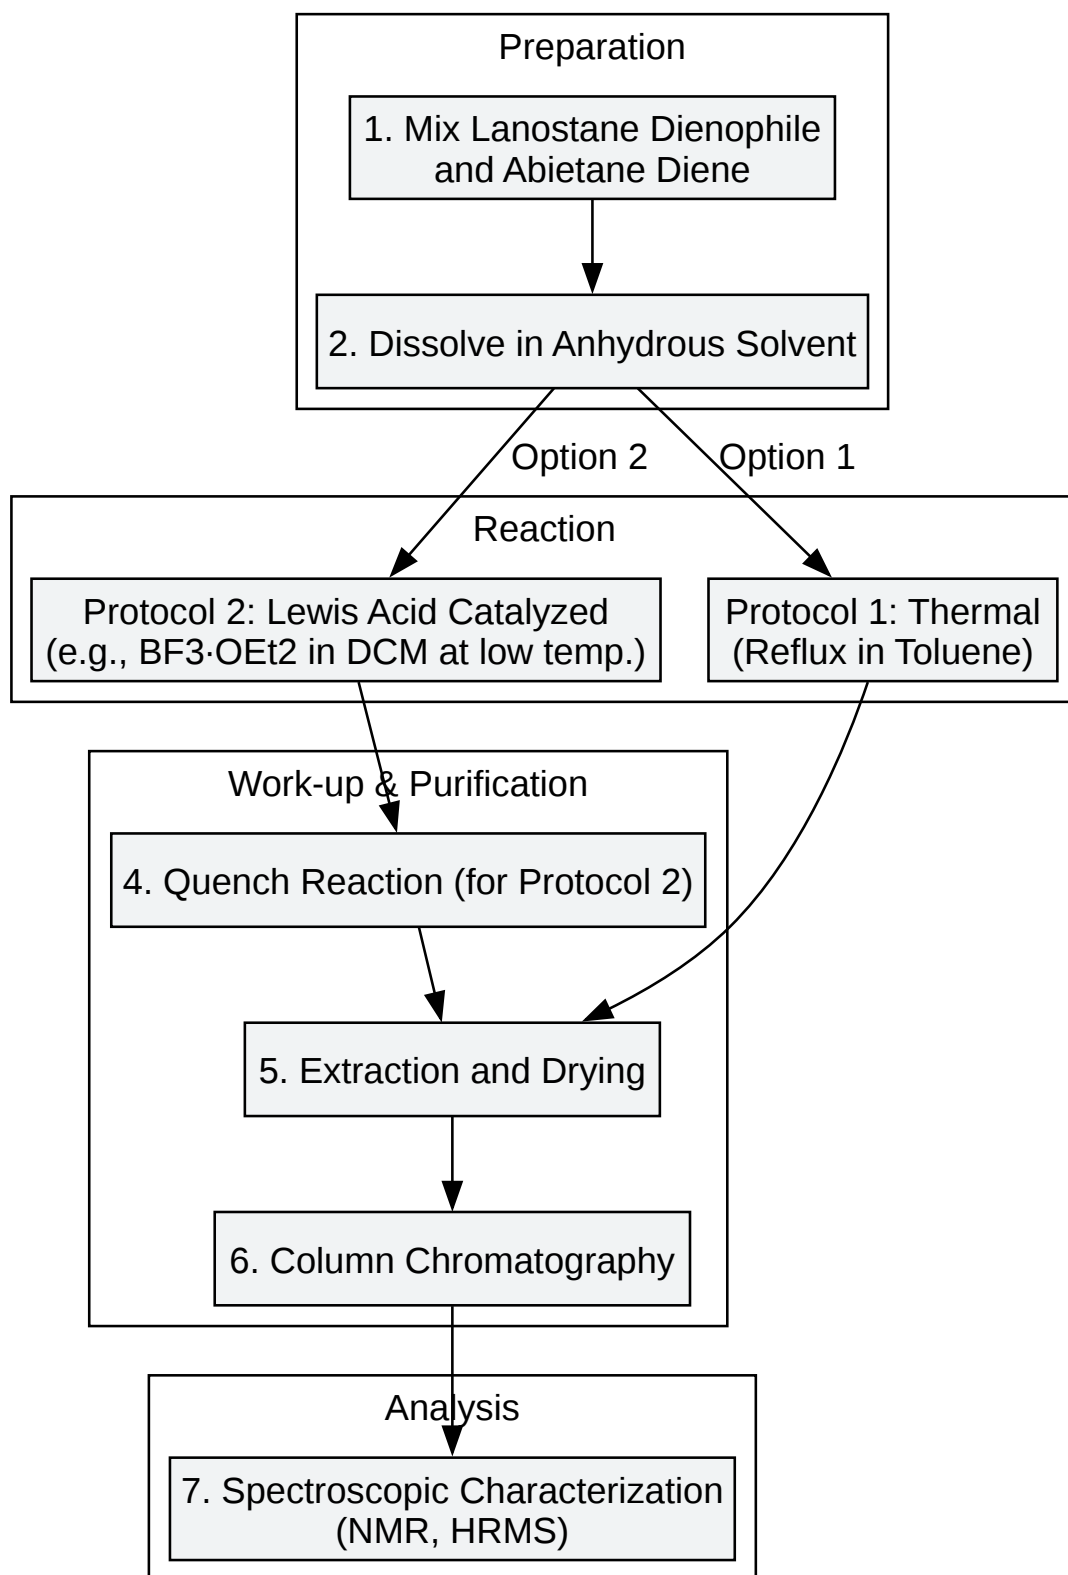 Preparation
1. Mix Lanostane Dienophile
and Abietane Diene
2. Dissolve in Anhydrous Solvent
Option 2
Option 1
Reaction
Protocol 2: Lewis Acid Catalyzed
(e.g., BF3·OEt2 in DCM at low temp.)
Protocol 1: Thermal
(Reflux in Toluene)
Work-up & Purification
4. Quench Reaction (for Protocol 2)
5. Extraction and Drying
6. Column Chromatography
Analysis
7. Spectroscopic Characterization
(NMR, HRMS)